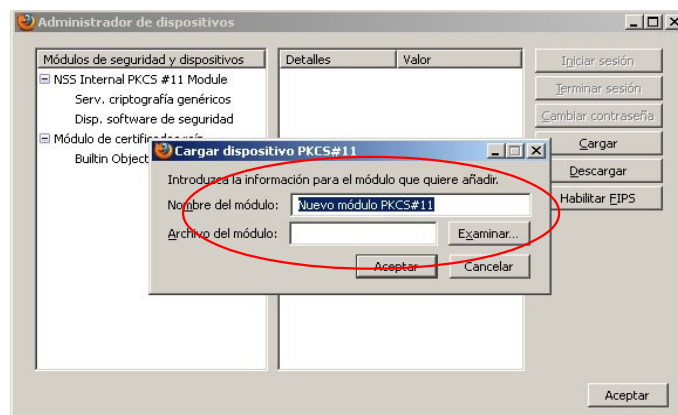 Administrador de dispositivos
Módulos de seguridad y dispositivos
Detalles
Valor
Iniciar sesión
NSS Internal PKCS #11 Module
Serv. criptografía genéricos
Terminar sesión
Disp. software de seguridad
Cambiar contraseña
Módulo de
Cargar
Builtin Object
Descargar
Habilitar FIPS
Cargar dispositivo PKCS#11
Introduzca la información para el módulo que quiere añadir.
Nombre del módulo:
Nuevo módulo PKCS#11
Archivo del módulo:
Examinar...
Aceptar
Cancelar
Aceptar